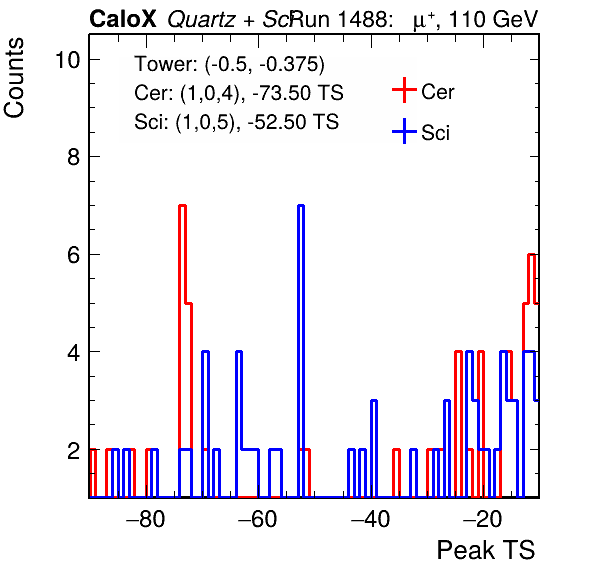 CaloX Quartz + Sci Run 1488: μ⁺, 110 GeV
Counts
Tower: (-0.5, -0.375)
Cer: (1,0,4), -73.50 TS
Sci: (1,0,5), -52.50 TS
Cer
Sci
10
8
6
4
2
−80 −60 −40 −20
Peak TS